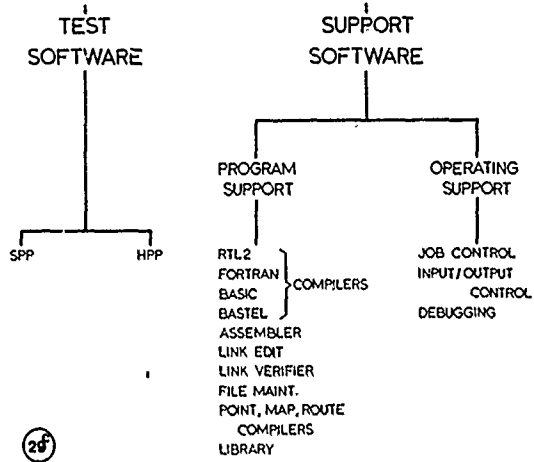 TEST
SOFTWARE
SUPPORT
SOFTWARE
SPP
HPP
PROGRAM
SUPPORT
RTL2
FORTRAN
BASIC
BASTEL
COMPILERS
ASSEMBLER
LINK EDIT
LINK VERIFIER
FILE MAINT.
POINT, MAP, ROUTE
COMPILERS
LIBRARY
OPERATING
SUPPORT
JOB CONTROL
INPUT/OUTPUT
CONTROL
DEBUGGING